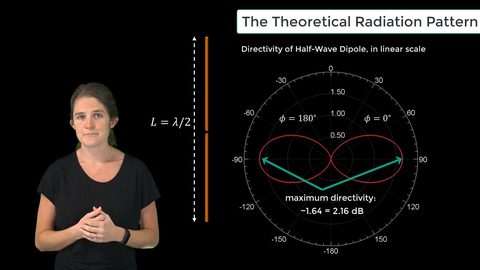 The Theoretical Radiation Pattern
Directivity of Half-Wave Dipole, in linear scale
0
-30
30
1.50
-60
60
1.00
L = λ/2
ϕ = 180°
ϕ = 0°
0.50
-90
90
maximum directivity:
~1.64 = 2.16 dB
-120
120
-150
150
-180